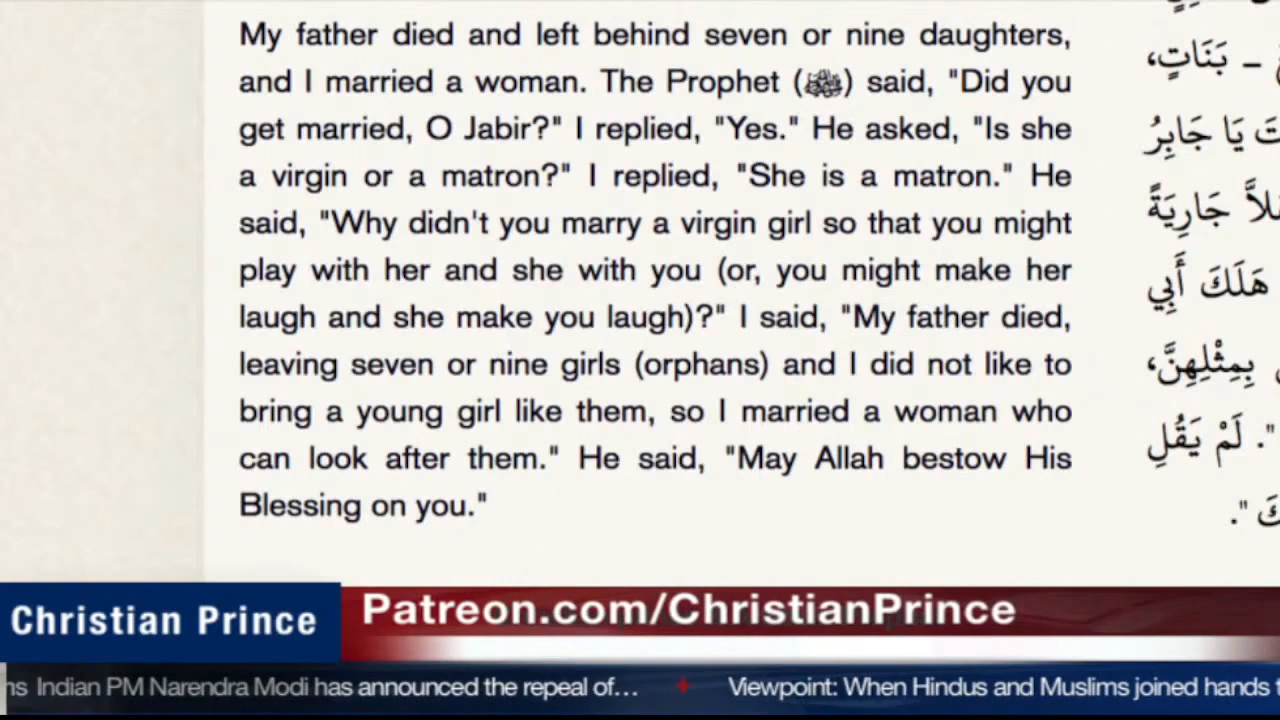 My father died and left behind seven or nine daughters,
and I married a woman. The Prophet (ﷺ) said, "Did you
get married, O Jabir?" I replied, "Yes." He asked, "Is she
a virgin or a matron?" I replied, "She is a matron." He
said, "Why didn't you marry a virgin girl so that you might
play with her and she with you (or, you might make her
laugh and she make you laugh)?" I said, "My father died,
leaving seven or nine girls (orphans) and I did not like to
bring a young girl like them, so I married a woman who
can look after them." He said, "May Allah bestow His
Blessing on you."
ـ بَنَاتٍ،
يَا جَابِرُ
جَارِيَةً
هَلَكَ أَبِي
بِمِثْلِهِنَّ،
". لَمْ يَقُلِ
".
Christian Prince
Patreon.com/ChristianPrince
Indian PM Narendra Modi has announced the repeal of... Viewpoint: When Hindus and Muslims joined hands